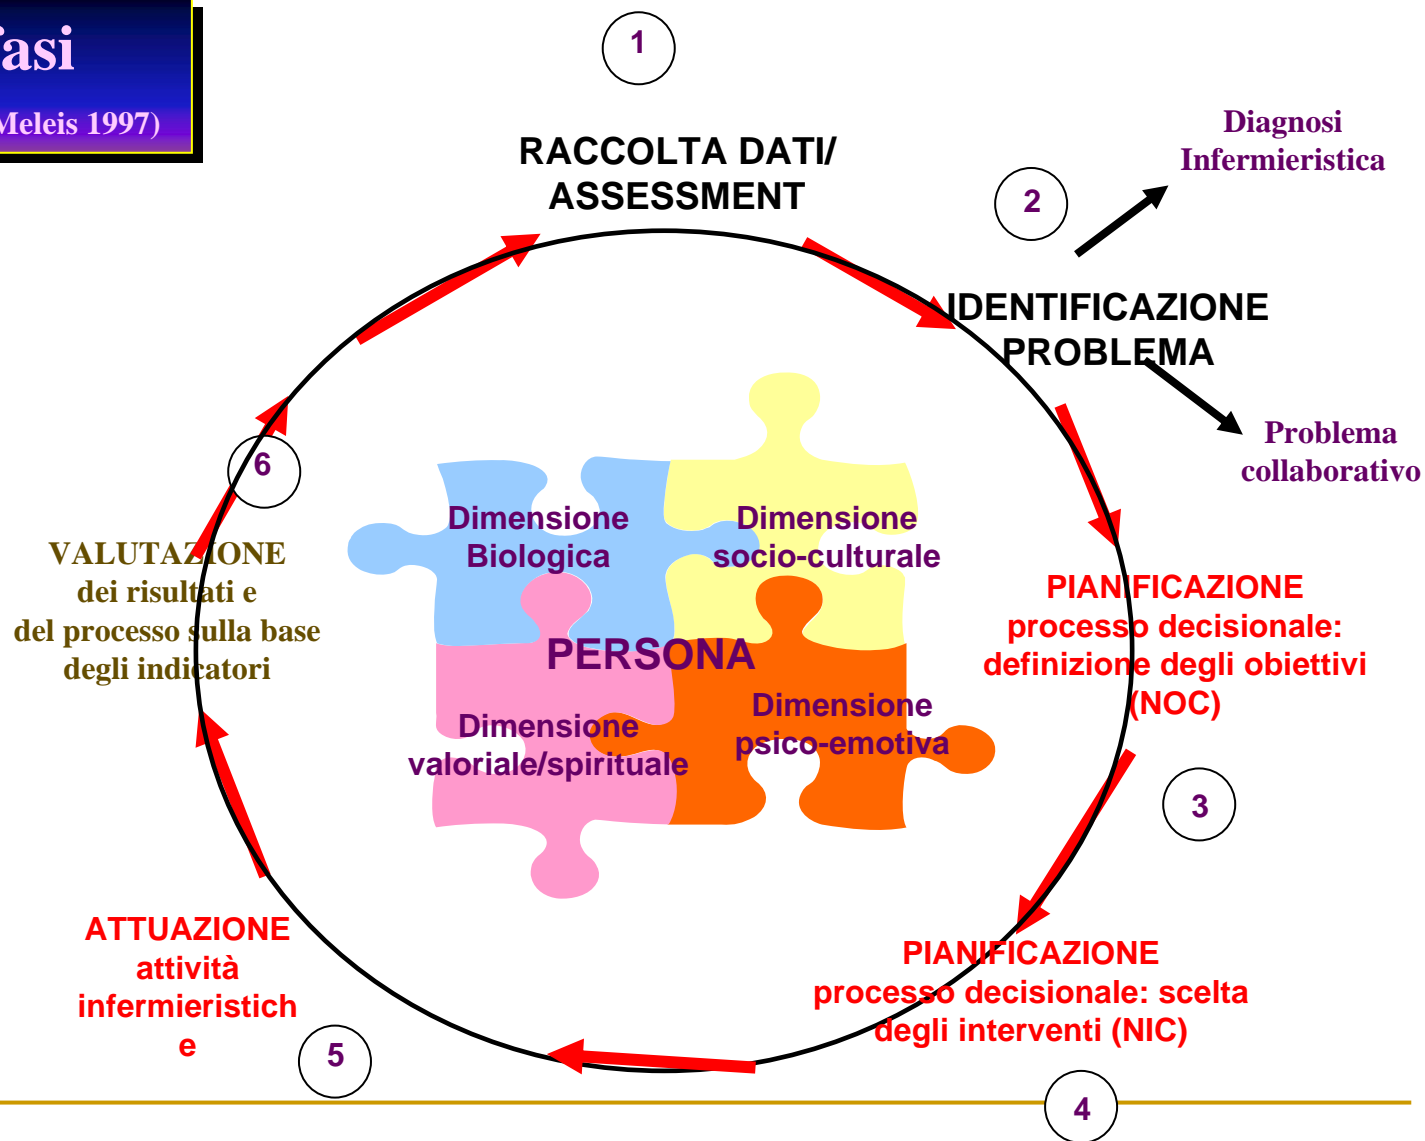 fasi
Meleis 1997)
1
RACCOLTA DATI/
ASSESSMENT
2
Diagnosi
Infermieristica
IDENTIFICAZIONE
PROBLEMA
Problema
collaborativo
PIANIFICAZIONE
processo decisionale:
definizione degli obiettivi
(NOC)
3
PIANIFICAZIONE
processo decisionale: scelta
degli interventi (NIC)
4
ATTUAZIONE
attività
infermieristich
e
5
6
VALUTAZIONE
dei risultati e
del processo sulla base
degli indicatori
Dimensione
Biologica
Dimensione
socio-culturale
PERSONA
Dimensione
valoriale/spirituale
Dimensione
psico-emotiva